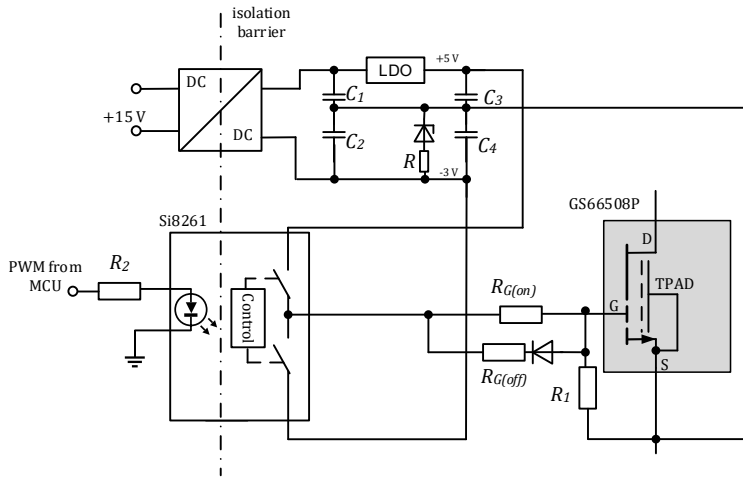 isolation
barrier
DC
DC
+15 V
LDO
+5 V
C1
C3
C2
C4
R
-3 V
Si8261
GS66508P
D
TPAD
G
S
PWM from
MCU
R2
Control
RG(on)
RG(off)
R1